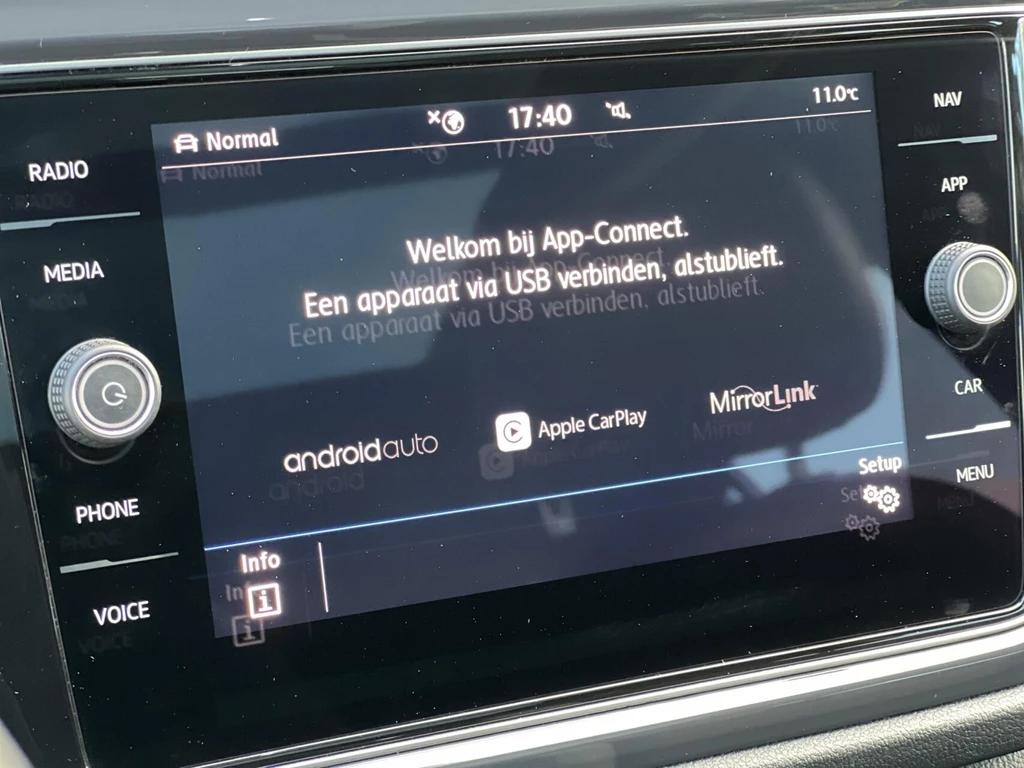 RADIO
MEDIA
PHONE
VOICE
Normal
17:40
11.0°C
Welkom bij App-Connect.
Een apparaat via USB verbinden, alstublieft.
androidauto
Apple CarPlay
MirrorLink
Setup
Info
i
NAV
APP
CAR
MENU